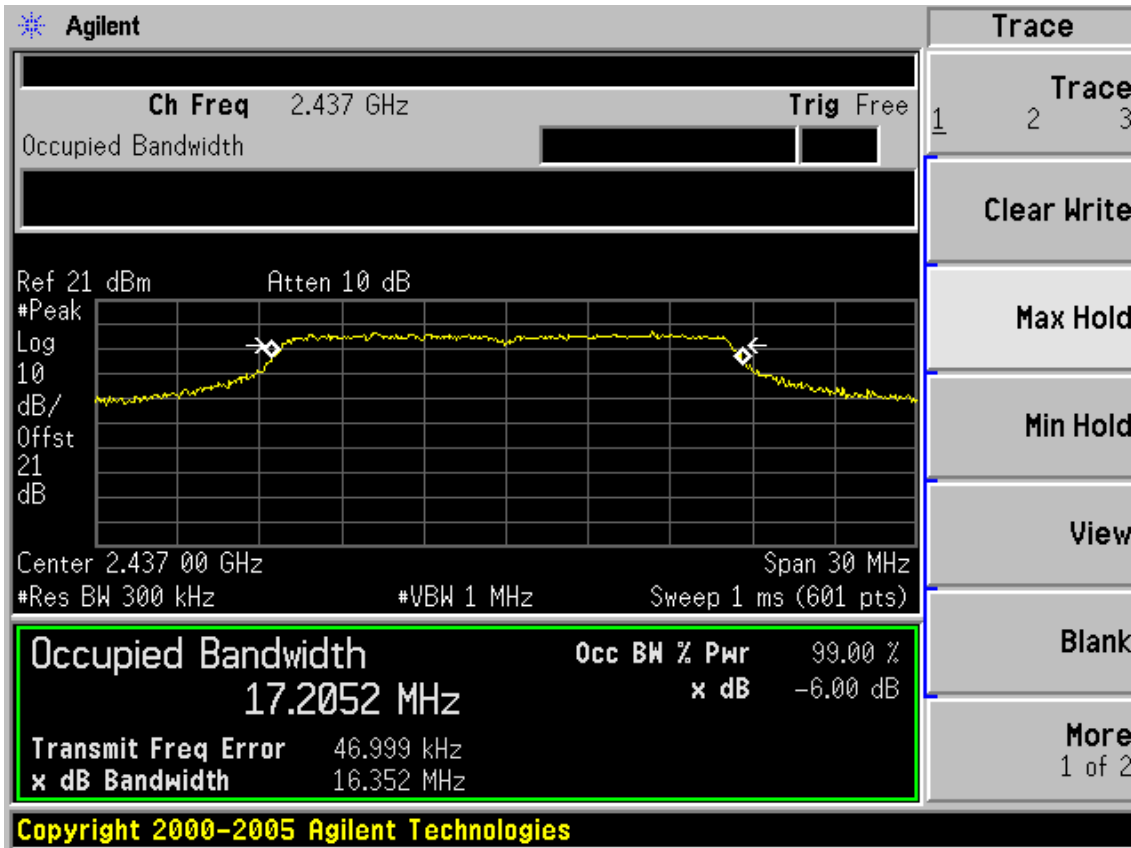 Agilent
Trace
Ch Freq 2.437 GHz Trig Free
Occupied Bandwidth
Trace
1 2 3
Clear Write
Max Hold
Min Hold
View
Blank
More
1 of 2
Ref 21 dBm Atten 10 dB
#Peak
Log
10
dB/
Offst
21
dB
Center 2.437 00 GHz Span 30 MHz
#Res BW 300 kHz #VBW 1 MHz Sweep 1 ms (601 pts)
Occupied Bandwidth
17.2052 MHz
Occ BW % Pwr 99.00 %
x dB -6.00 dB
Transmit Freq Error 46.999 kHz
x dB Bandwidth 16.352 MHz
Copyright 2000-2005 Agilent Technologies